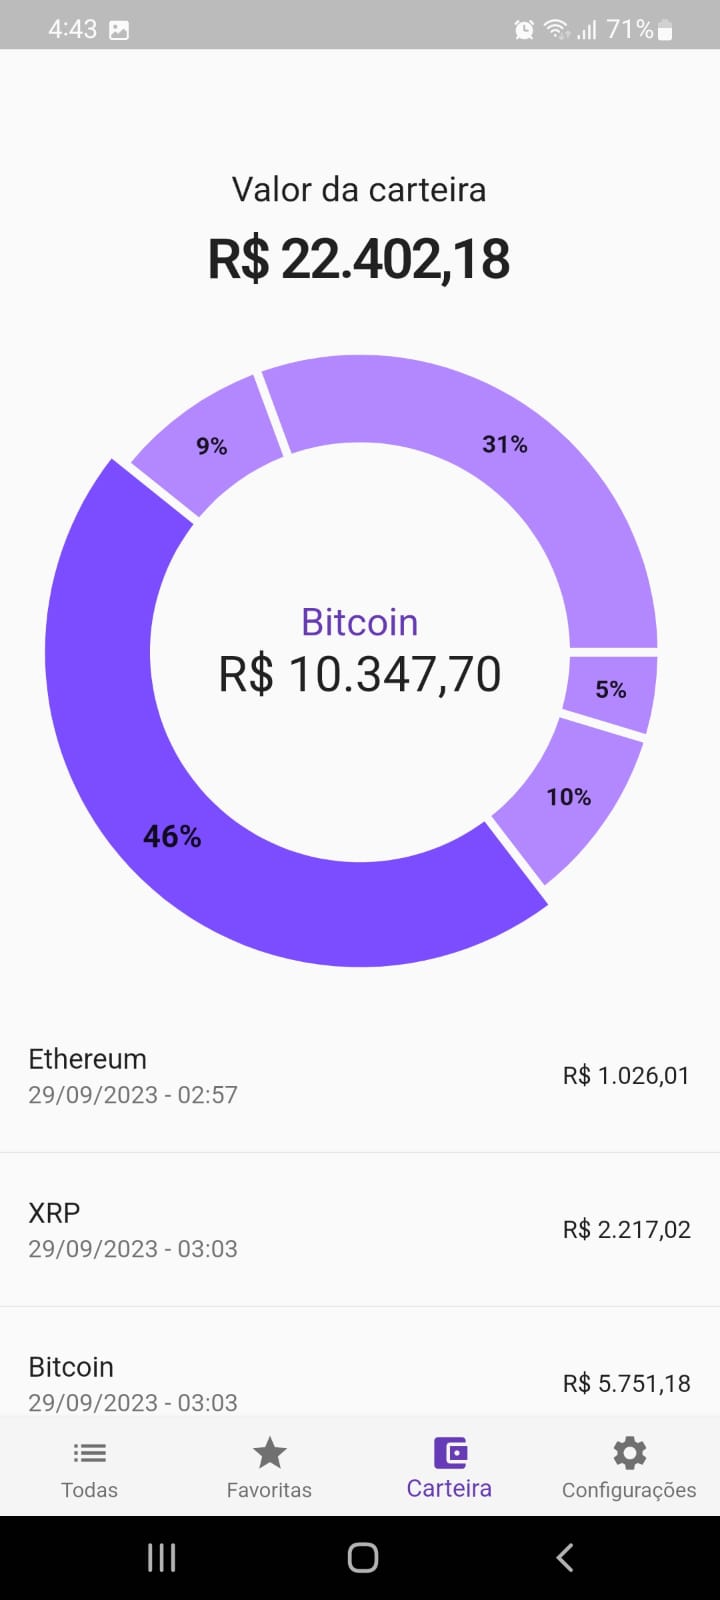 4:43 71%
Valor da carteira
R$ 22.402,18
9%
31%
Bitcoin
R$ 10.347,70
5%
10%
46%
Ethereum
29/09/2023 - 02:57
R$ 1.026,01
XRP
29/09/2023 - 03:03
R$ 2.217,02
Bitcoin
29/09/2023 - 03:03
R$ 5.751,18
Todas Favoritas Carteira Configurações